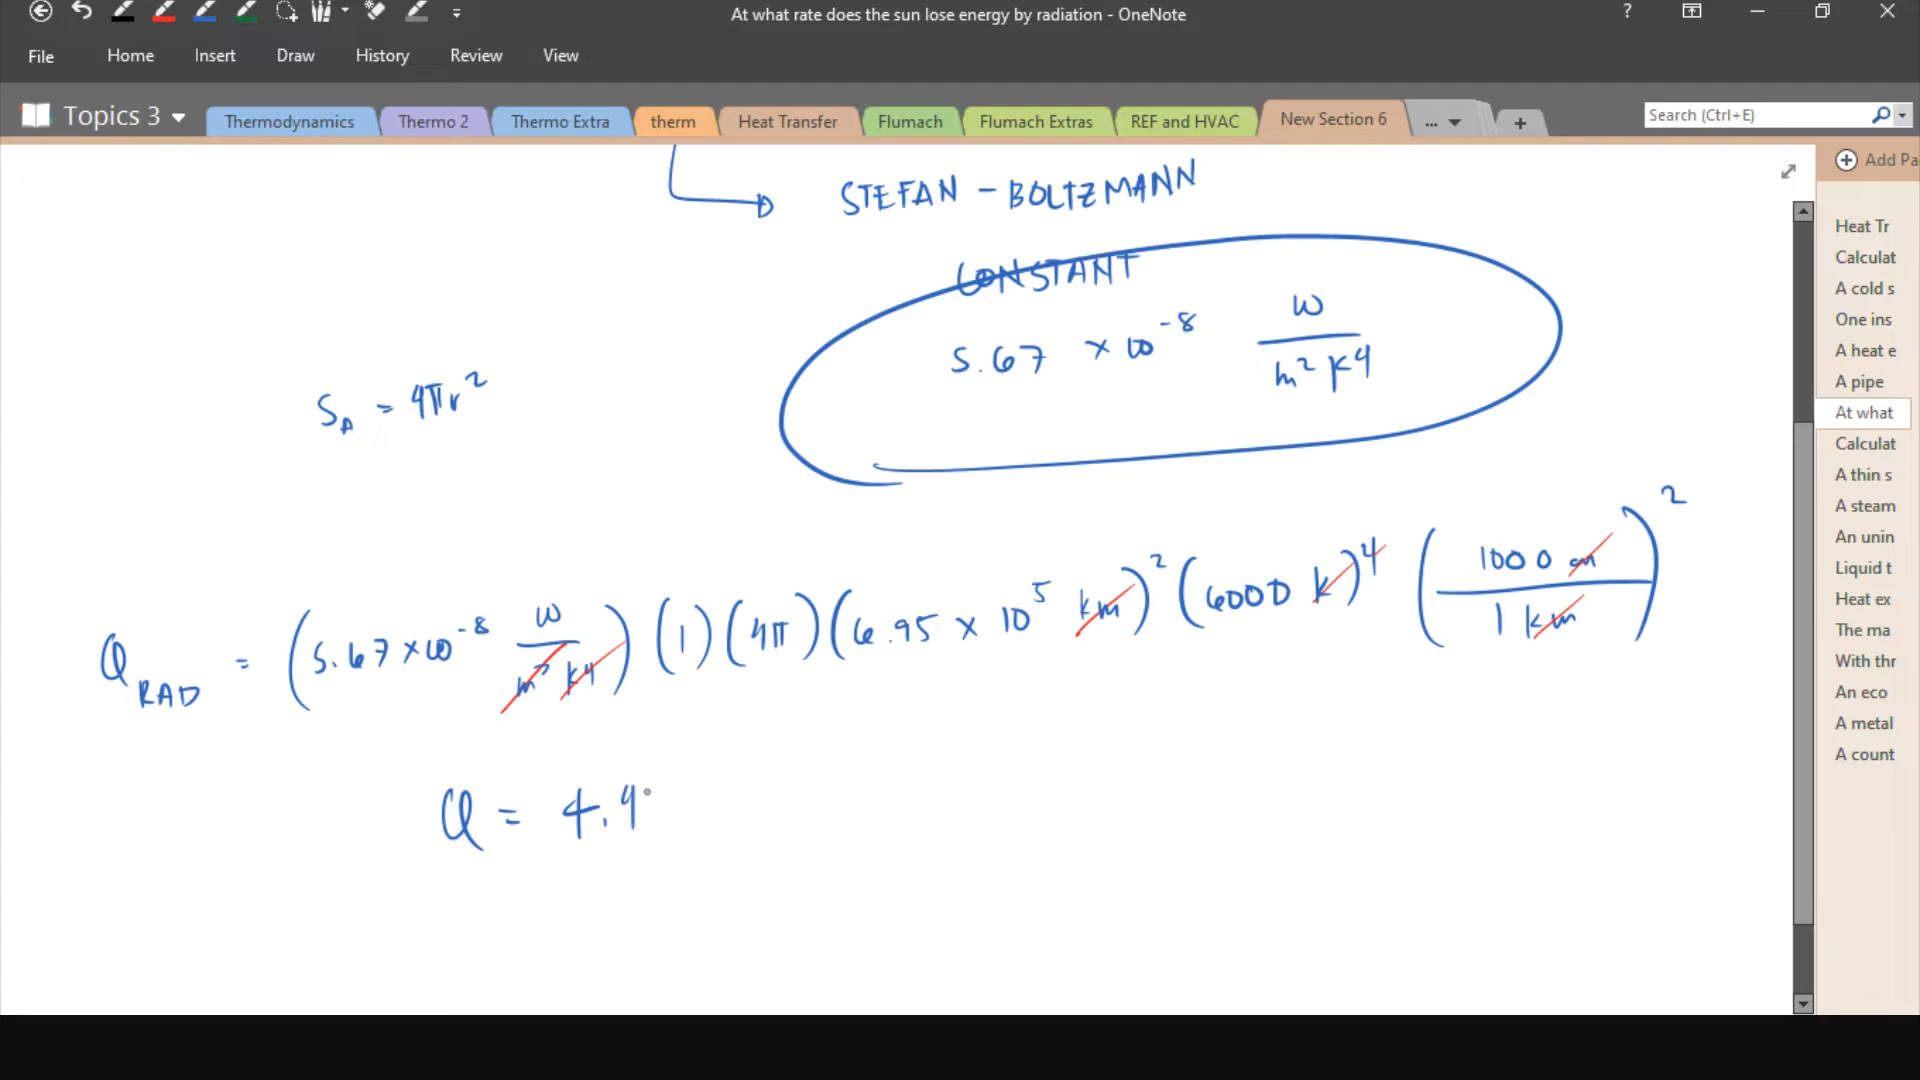 At what rate does the sun lose energy by radiation - OneNote
?
File Home Insert Draw History Review View
Topics 3
Thermodynamics Thermo 2 Thermo Extra therm Heat Transfer Flumach Flumach Extras REF and HVAC New Section 6 ... +
Search (Ctrl+E)
Add Pa
Heat Tr
Calculat
A cold s
One ins
A heat e
A pipe
At what
Calculat
A thin s
A steam
An unin
Liquid t
Heat ex
The ma
With thr
An eco
A metal
A count
STEFAN - BOLTZMANN
CONSTANT
5.67 × 10⁻⁸ W / m² K⁴
S_A = 4πr²
Q_RAD = (5.67 × 10⁻⁸ W / m² K⁴) (1) (4π) (6.95 × 10⁵ km)² (6000 K)⁴ (1000 m / 1 km)²
Q = 4.4